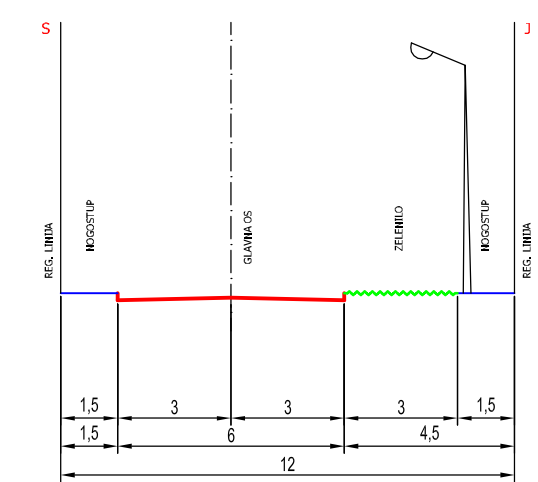 S
J
REG. LINIJA
NOGOSTUP
GLAVNA OS
ZELENILO
NOGOSTUP
REG. LINIJA
1,5
3
3
3
1,5
1,5
6
4,5
12